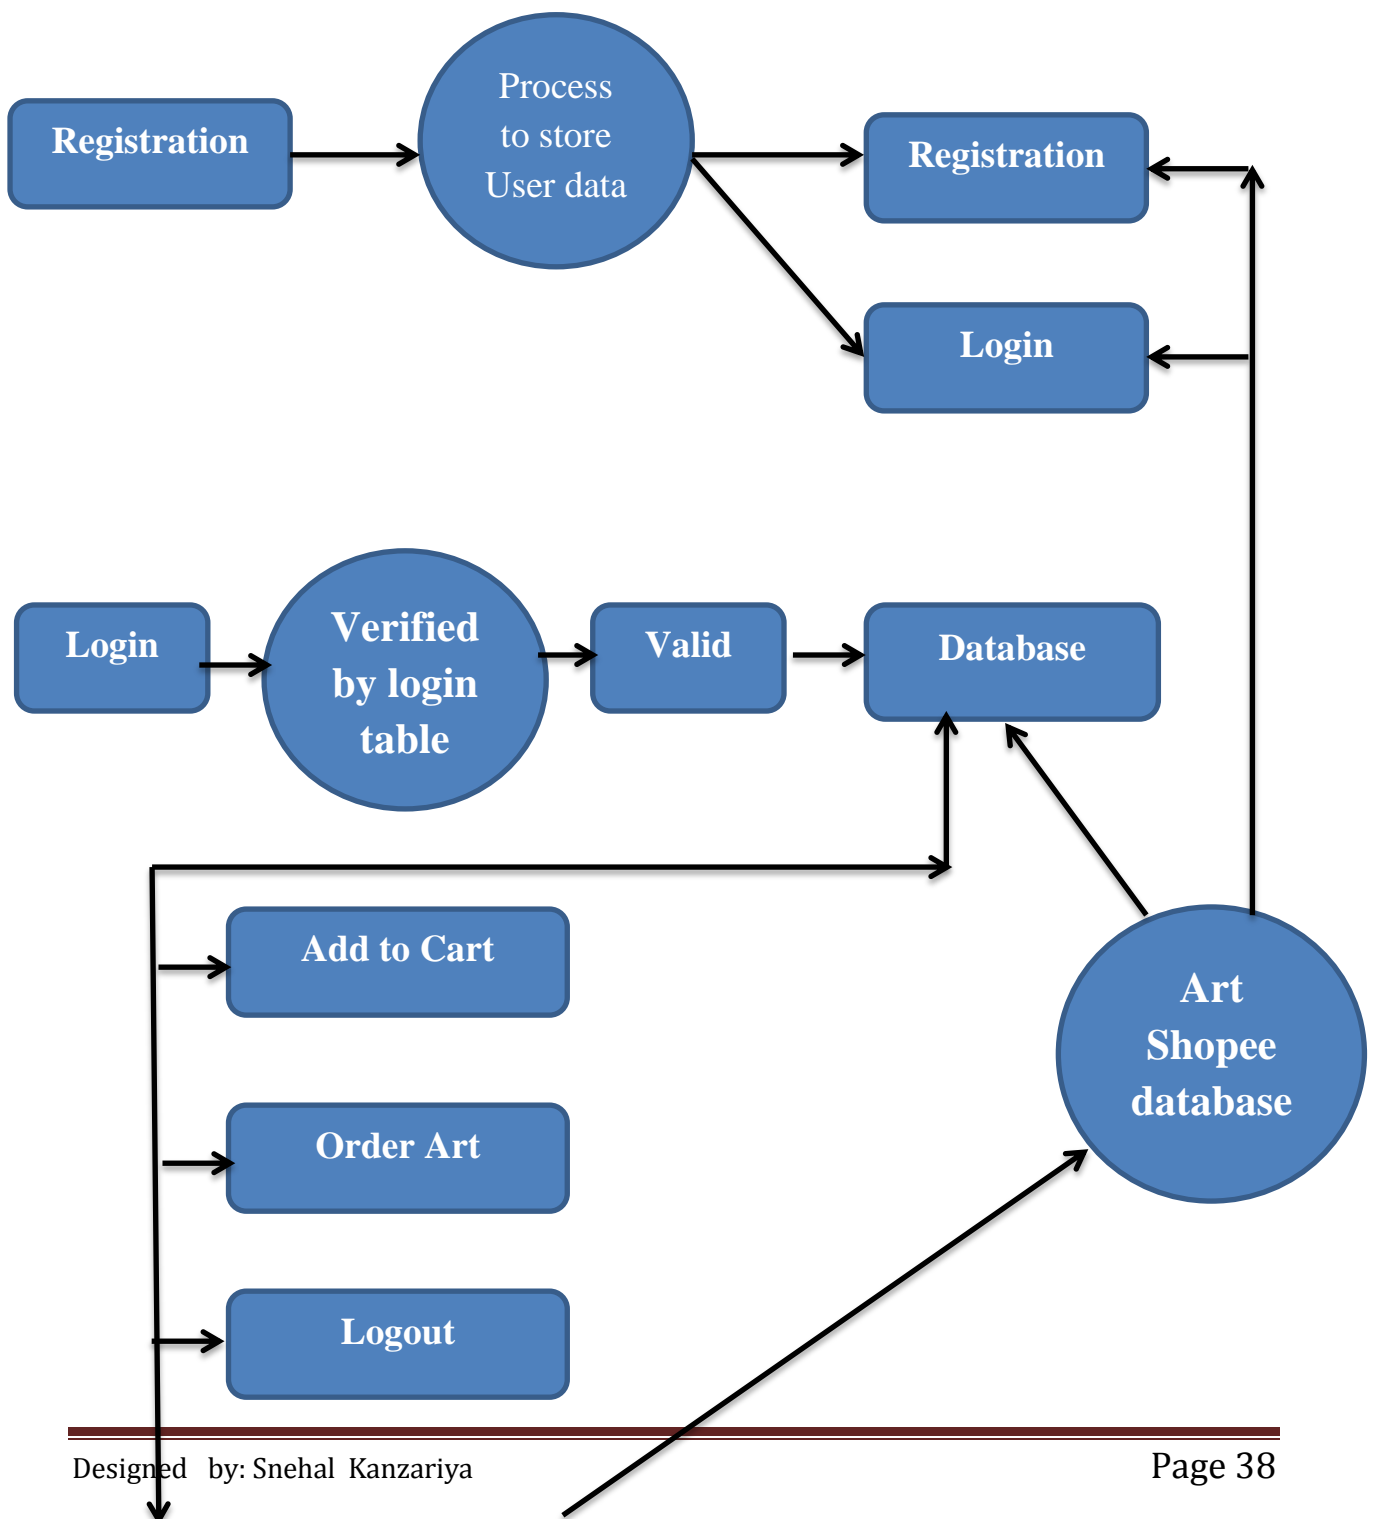 Process
to store
User data
Registration
Registration
Login
Login
Verified
by login
table
Valid
Database
Add to Cart
Order Art
Logout
Art
Shopee
database
Designed by: Snehal Kanzariya
Page 38